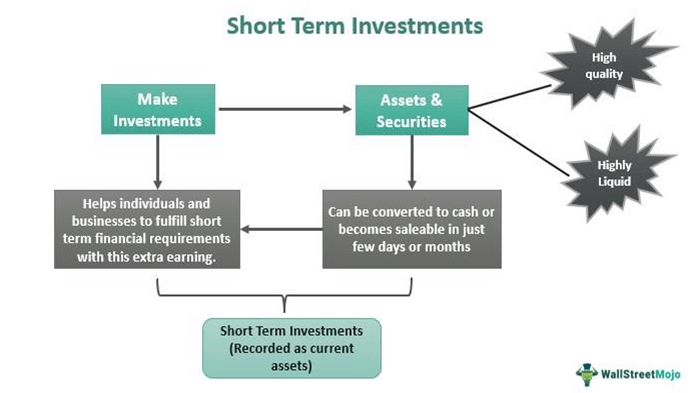 Short Term Investments
High
quality
Make
Investments
Assets &
Securities
Highly
Liquid
Helps individuals and
businesses to fulfill short
term financial requirements
with this extra earning.
Can be converted to cash or
becomes saleable in just
few days or months
Short Term Investments
(Recorded as current
assets)
WallStreetMojo